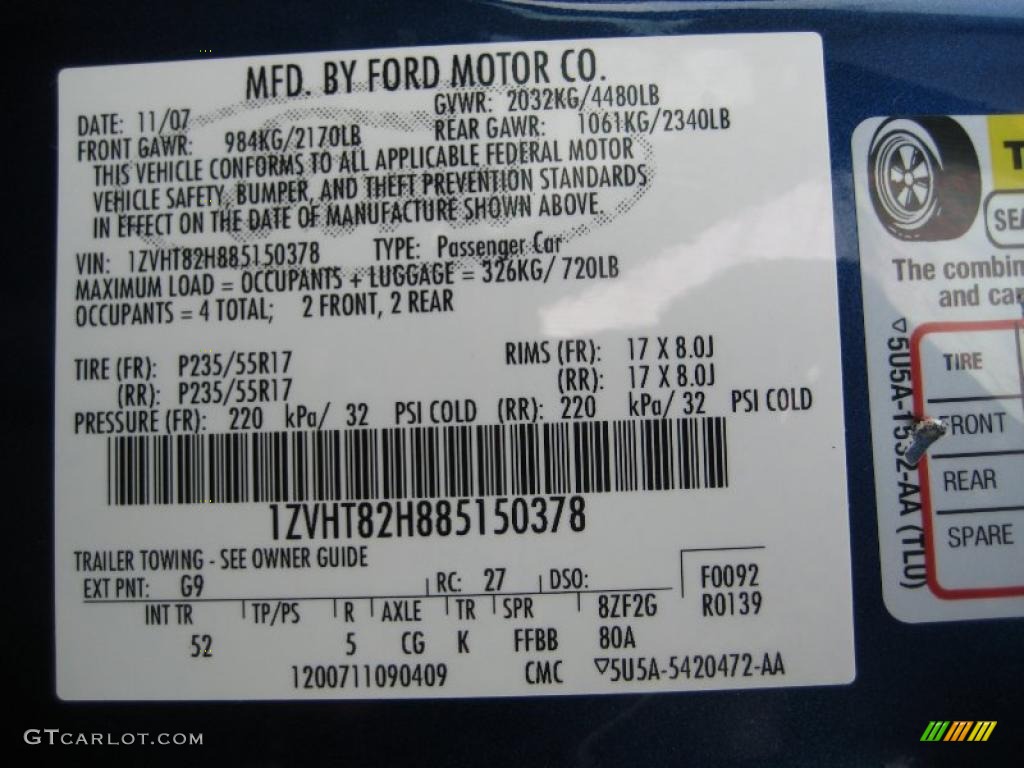 MFD. BY FORD MOTOR CO.
DATE: 11/07 GVWR: 2032KG/4480LB
FRONT GAWR: 984KG/2170LB REAR GAWR: 1061KG/2340LB
THIS VEHICLE CONFORMS TO ALL APPLICABLE FEDERAL MOTOR
VEHICLE SAFETY, BUMPER, AND THEFT PREVENTION STANDARDS
IN EFFECT ON THE DATE OF MANUFACTURE SHOWN ABOVE.
VIN: 1ZVHT82H885150378 TYPE: Passenger Car
MAXIMUM LOAD = OCCUPANTS + LUGGAGE = 326KG/ 720LB
OCCUPANTS = 4 TOTAL; 2 FRONT, 2 REAR
TIRE (FR): P235/55R17 RIMS (FR): 17 X 8.0J
(RR): P235/55R17 (RR): 17 X 8.0J
PRESSURE (FR): 220 kPa/ 32 PSI COLD (RR): 220 kPa/ 32 PSI COLD
1ZVHT82H885150378
TRAILER TOWING - SEE OWNER GUIDE
EXT PNT: G9 RC: 27 DSO: F0092
INT TR TP/PS R AXLE TR SPR 8ZF2G R0139
52 5 CG K FFBB 80A
1200711090409 CMC ▽5U5A-5420472-AA
T
SEA
The combin
and car
TIRE
FRONT
REAR
SPARE
▽5U5A-1532-AA (TLU)
GTCARLOT.COM